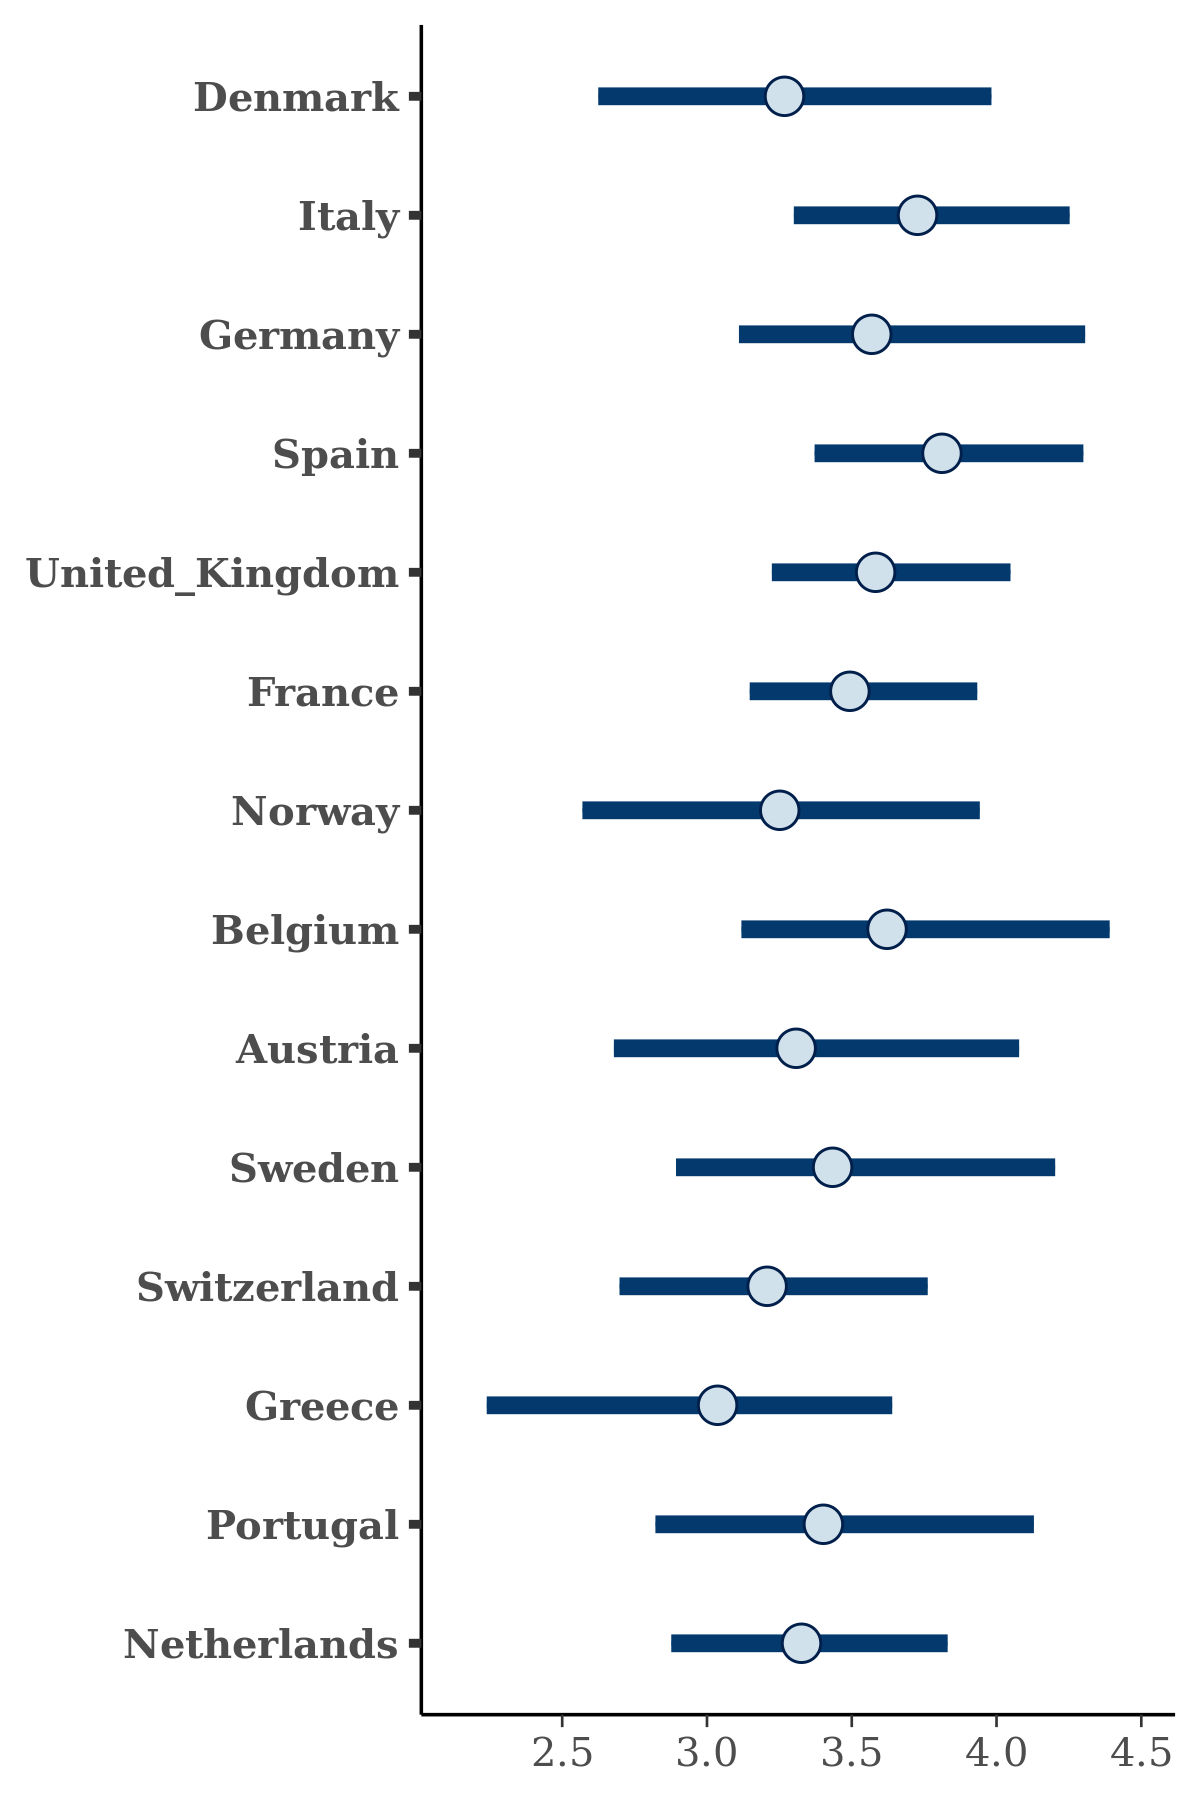 Denmark
Italy
Germany
Spain
United_Kingdom
France
Norway
Belgium
Austria
Sweden
Switzerland
Greece
Portugal
Netherlands
2.5 3.0 3.5 4.0 4.5